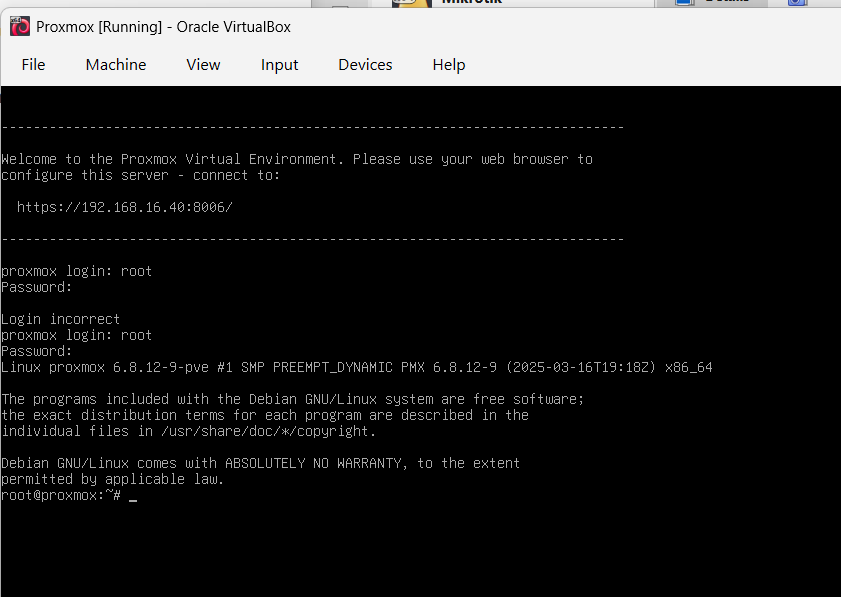 Mikrotik
Proxmox [Running] - Oracle VirtualBox
File Machine View Input Devices Help
------------------------------------------------------------------------------
Welcome to the Proxmox Virtual Environment. Please use your web browser to
configure this server - connect to:
https://192.168.16.40:8006/
------------------------------------------------------------------------------
proxmox login: root
Password:
Login incorrect
proxmox login: root
Password:
Linux proxmox 6.8.12-9-pve #1 SMP PREEMPT_DYNAMIC PMX 6.8.12-9 (2025-03-16T19:18Z) x86_64
The programs included with the Debian GNU/Linux system are free software;
the exact distribution terms for each program are described in the
individual files in /usr/share/doc/*/copyright.
Debian GNU/Linux comes with ABSOLUTELY NO WARRANTY, to the extent
permitted by applicable law.
root@proxmox:~# _